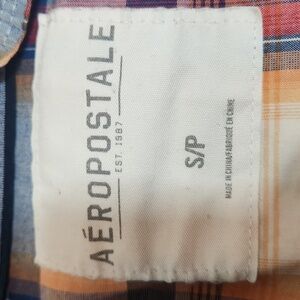 AÉROPOSTALE
EST. 1987
S/P
MADE IN CHINA/FABRIQUÉ EN CHINE